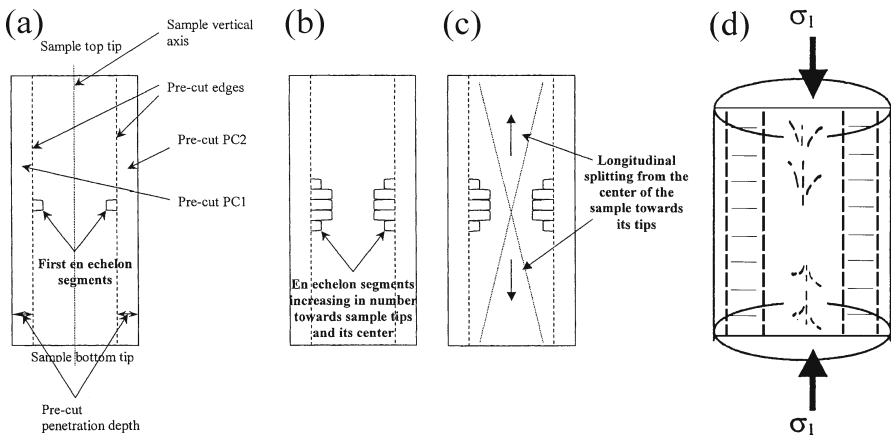 (a)
Sample vertical
axis
Sample top tip
Pre-cut edges
Pre-cut PC2
Pre-cut PC1
First en echelon
segments
Sample bottom tip
Pre-cut
penetration depth
(b)
En echelon segments
increasing in number
towards sample tips
and its center
(c)
Longitudinal
splitting from the
center of the
sample towards
its tips
(d)
σ1
σ1